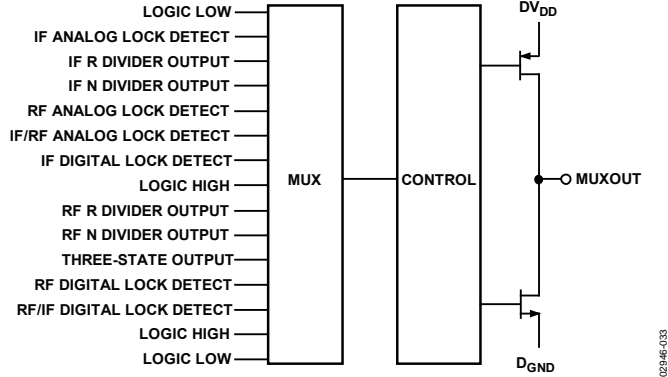 LOGIC LOW
IF ANALOG LOCK DETECT
IF R DIVIDER OUTPUT
IF N DIVIDER OUTPUT
RF ANALOG LOCK DETECT
IF/RF ANALOG LOCK DETECT
IF DIGITAL LOCK DETECT
LOGIC HIGH
RF R DIVIDER OUTPUT
RF N DIVIDER OUTPUT
THREE-STATE OUTPUT
RF DIGITAL LOCK DETECT
RF/IF DIGITAL LOCK DETECT
LOGIC HIGH
LOGIC LOW
MUX
CONTROL
DVDD
MUXOUT
DGND
02946-033